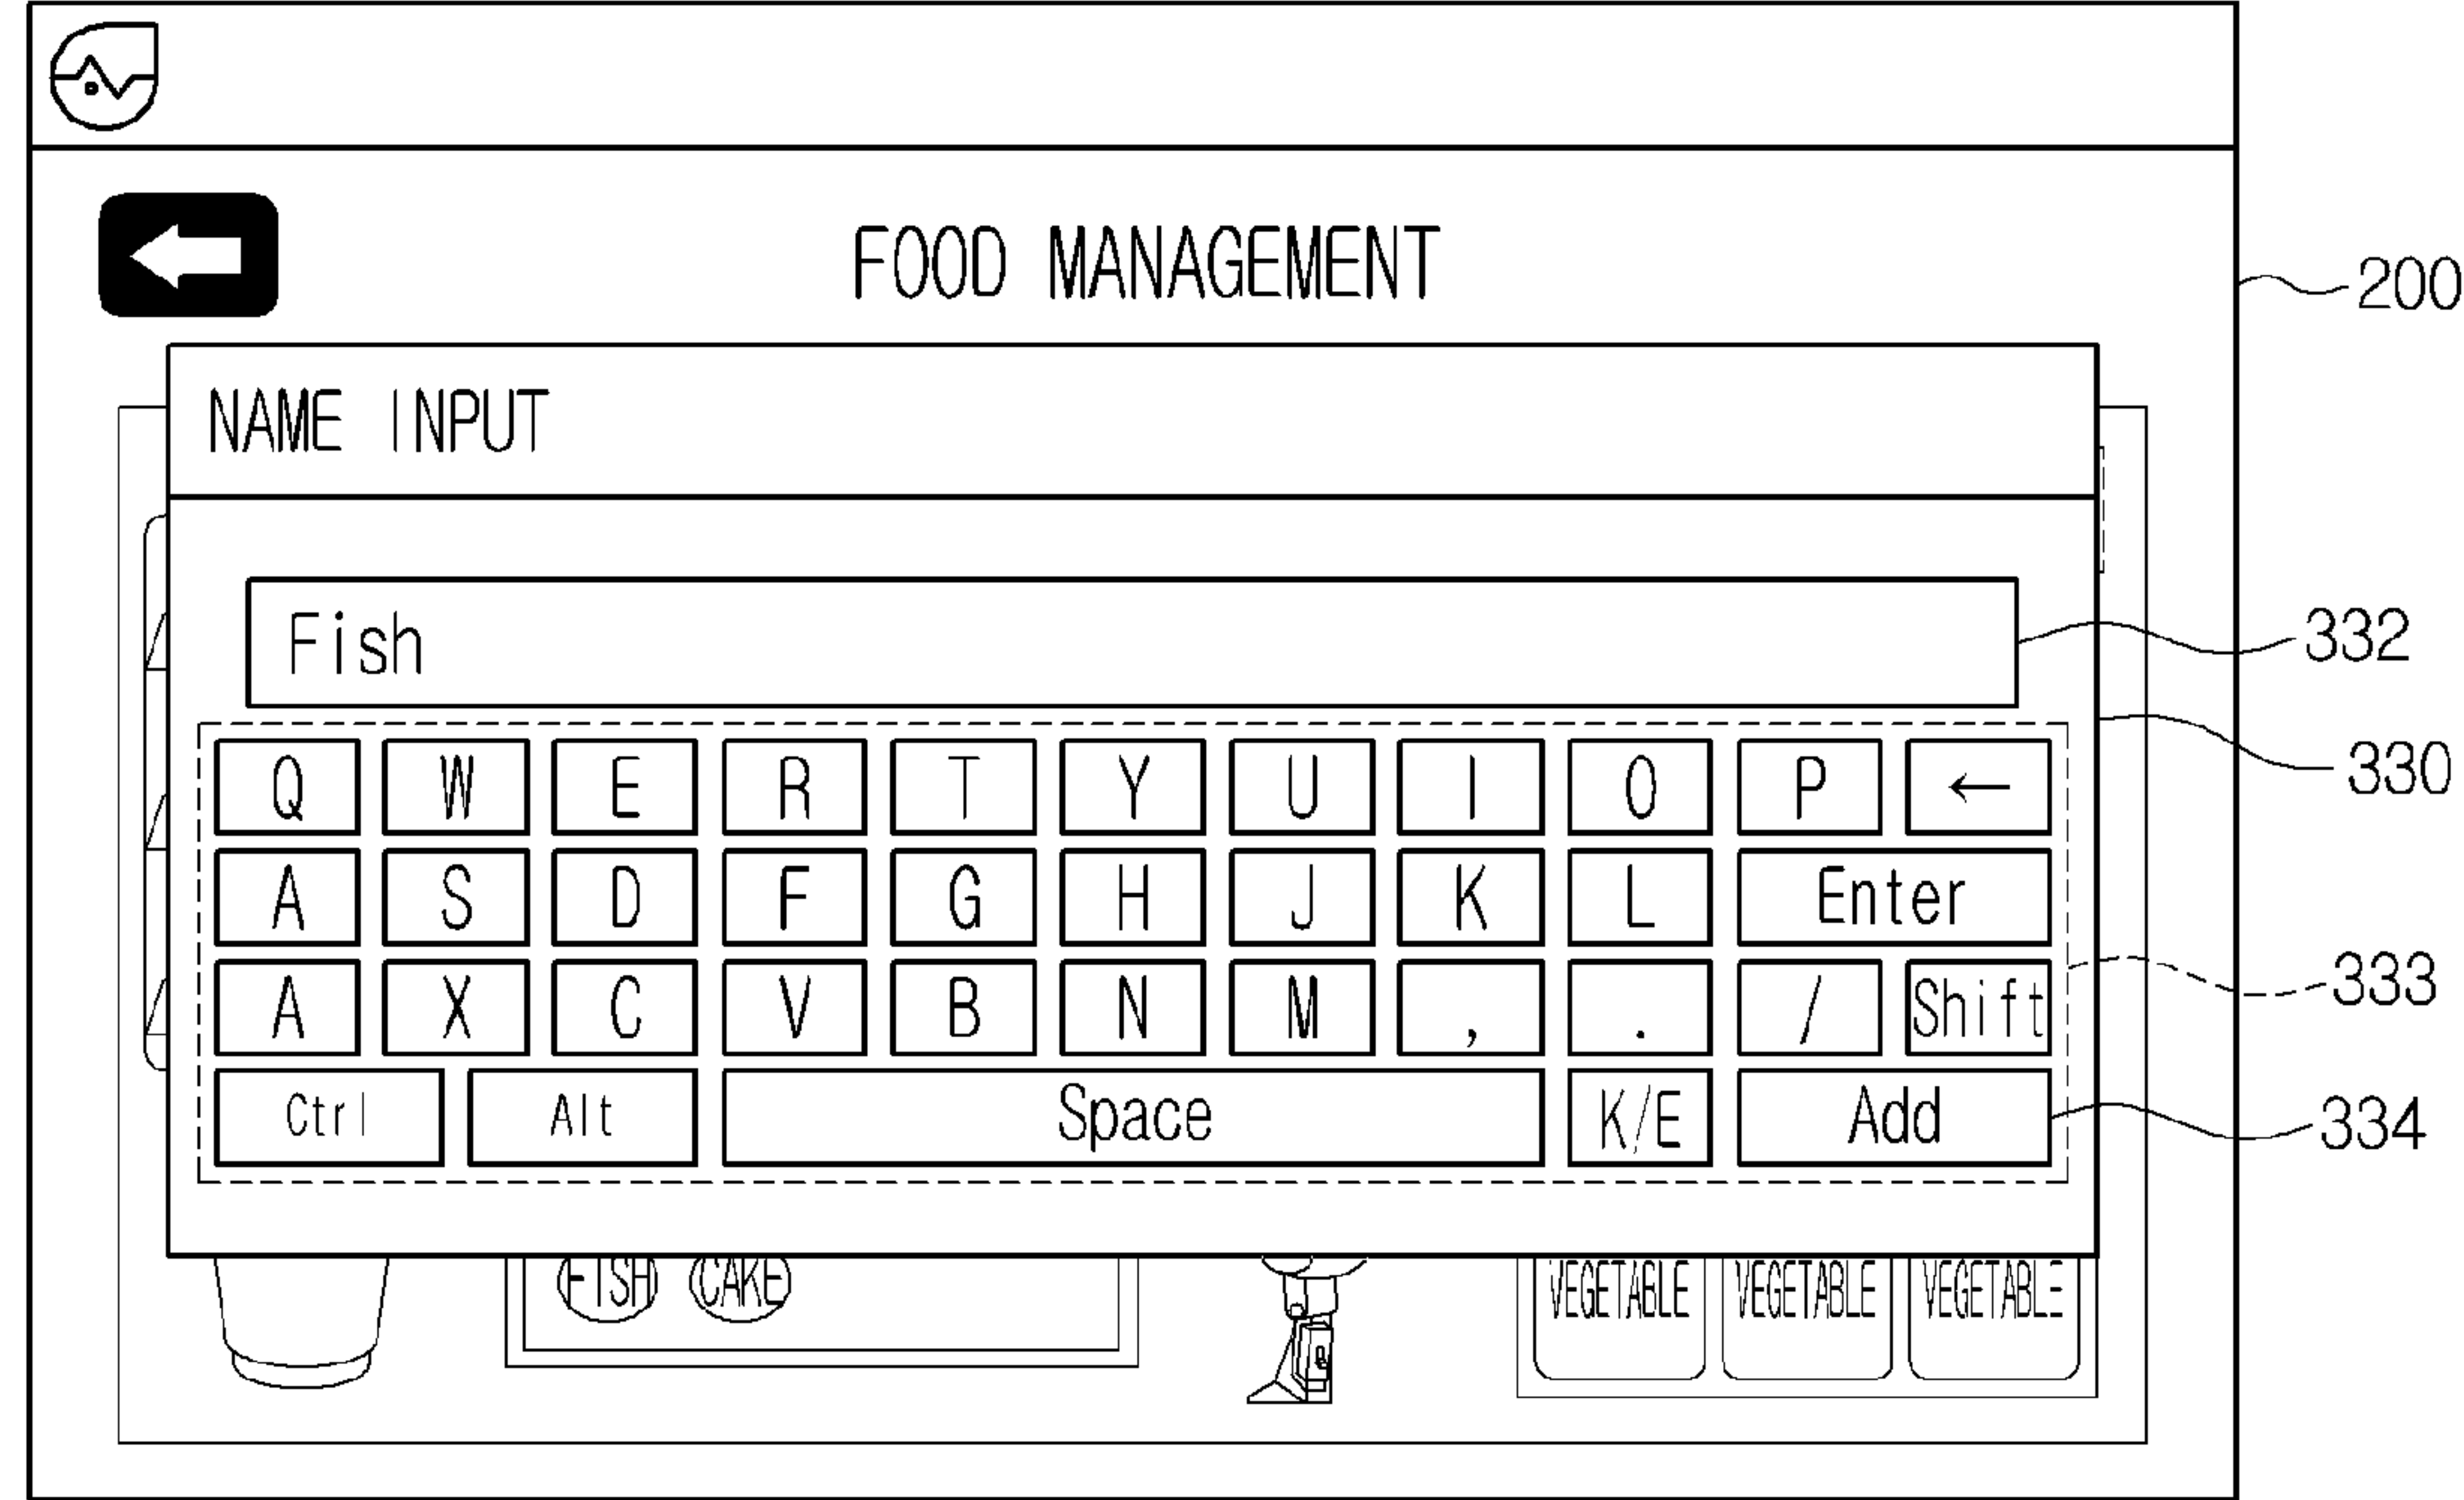 FOOD MANAGEMENT
200
NAME INPUT
Fish
332
330
Q W E R T Y U I O P ←
A S D F G H J K L Enter
A X C V B N M , . / Shift
333
Ctrl Alt Space K/E Add
334
FISH CAKE VEGETABLE VEGETABLE VEGETABLE